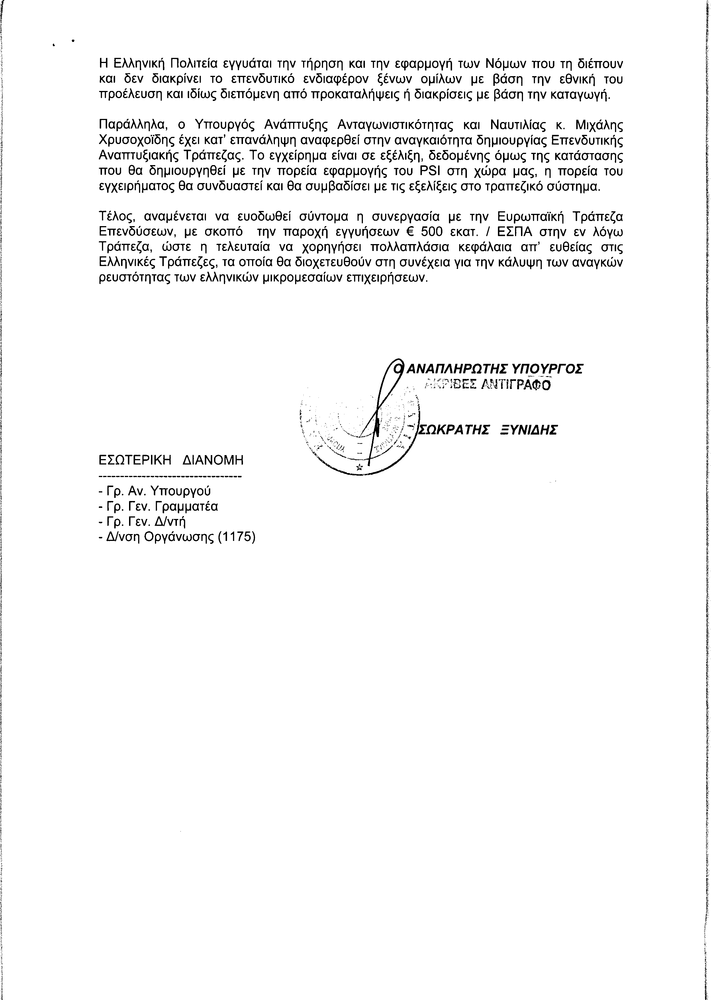 Η Ελληνική Πολιτεία εγγυάται την τήρηση και την εφαρμογή των Νόμων που τη διέπουν
και δεν διακρίνει το επενδυτικό ενδιαφέρον ξένων ομίλων με βάση την εθνική του
προέλευση και ιδίως διεπόμενη από προκαταλήψεις ή διακρίσεις με βάση την καταγωγή.
Παράλληλα, ο Υπουργός Ανάπτυξης Ανταγωνιστικότητας και Ναυτιλίας κ. Μιχάλης
Χρυσοχοΐδης έχει κατ’ επανάληψη αναφερθεί στην αναγκαιότητα δημιουργίας Επενδυτικής
Αναπτυξιακής Τράπεζας. Το εγχείρημα είναι σε εξέλιξη, δεδομένης όμως της κατάστασης
που θα δημιουργηθεί με την πορεία εφαρμογής του PSI στη χώρα μας, η πορεία του
εγχειρήματος θα συνδυαστεί και θα συμβαδίσει με τις εξελίξεις στο τραπεζικό σύστημα.
Τέλος, αναμένεται να ευοδωθεί σύντομα η συνεργασία με την Ευρωπαϊκή Τράπεζα
Επενδύσεων, με σκοπό την παροχή εγγυήσεων € 500 εκατ. / ΕΣΠΑ στην εν λόγω
Τράπεζα, ώστε η τελευταία να χορηγήσει πολλαπλάσια κεφάλαια απ’ ευθείας στις
Ελληνικές Τράπεζες, τα οποία θα διοχετευθούν στη συνέχεια για την κάλυψη των αναγκών
ρευστότητας των ελληνικών μικρομεσαίων επιχειρήσεων.
Ο ΑΝΑΠΛΗΡΩΤΗΣ ΥΠΟΥΡΓΟΣ
ΑΚΡΙΒΕΣ ΑΝΤΙΓΡΑΦΟ
ΣΩΚΡΑΤΗΣ ΞΥΝΙΔΗΣ
ΕΣΩΤΕΡΙΚΗ ΔΙΑΝΟΜΗ
---------------------------------
- Γρ. Αν. Υπουργού
- Γρ. Γεν. Γραμματέα
- Γρ. Γεν. Δ/ντή
- Δ/νση Οργάνωσης (1175)